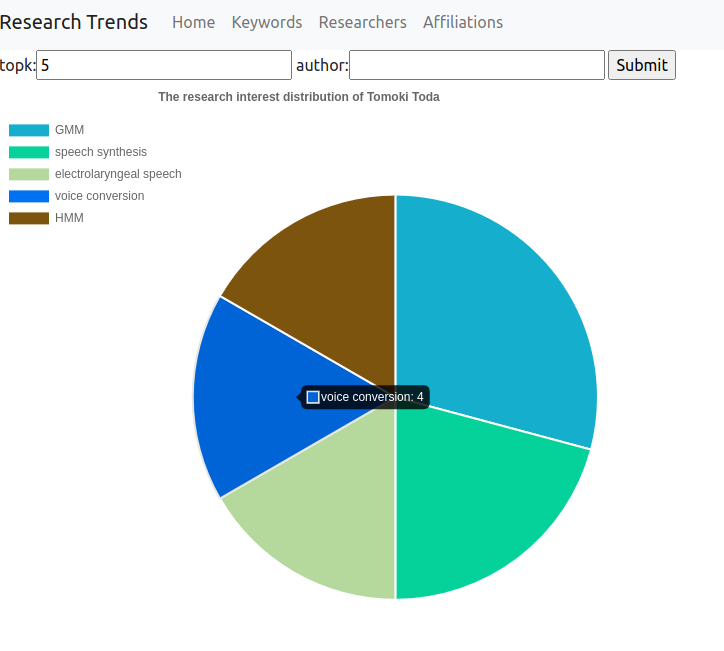 Research Trends Home Keywords Researchers Affiliations
topk: 5 author: Submit
The research interest distribution of Tomoki Toda
GMM
speech synthesis
electrolaryngeal speech
voice conversion
HMM
voice conversion: 4